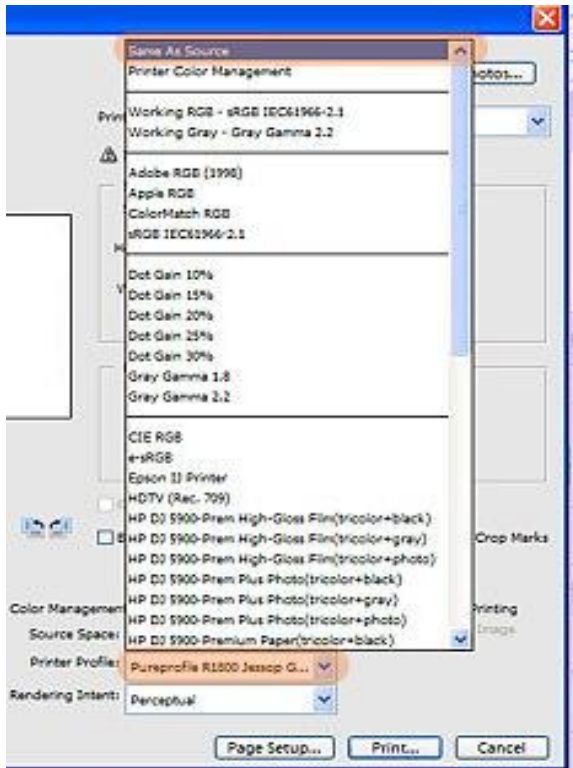 Same As Source
Printer Color Management
otos...
Working RGB - sRGB IEC61966-2.1
Working Gray - Gray Gamma 2.2
Adobe RGB (1998)
Apple RGB
ColorMatch RGB
sRGB IEC61966-2.1
Dot Gain 10%
Dot Gain 15%
Dot Gain 20%
Dot Gain 25%
Dot Gain 30%
Gray Gamma 1.8
Gray Gamma 2.2
CIE RGB
e-sRGB
Epson IJ Printer
HDTV (Rec. 709)
HP DJ 5900-Prem High-Gloss Film(tricolor+black)
HP DJ 5900-Prem High-Gloss Film(tricolor+gray)
Crop Marks
HP DJ 5900-Prem High-Gloss Film(tricolor+photo)
HP DJ 5900-Prem Plus Photo(tricolor+black)
HP DJ 5900-Prem Plus Photo(tricolor+gray)
Color Managemen
HP DJ 5900-Prem Plus Photo(tricolor+photo)
Printing
Source Space:
HP DJ 5900-Premium Paper(tricolor+black)
Image
Printer Profile: Pureprofile R1800 Jessop G...
Rendering Intent: Perceptual
Page Setup... Print... Cancel